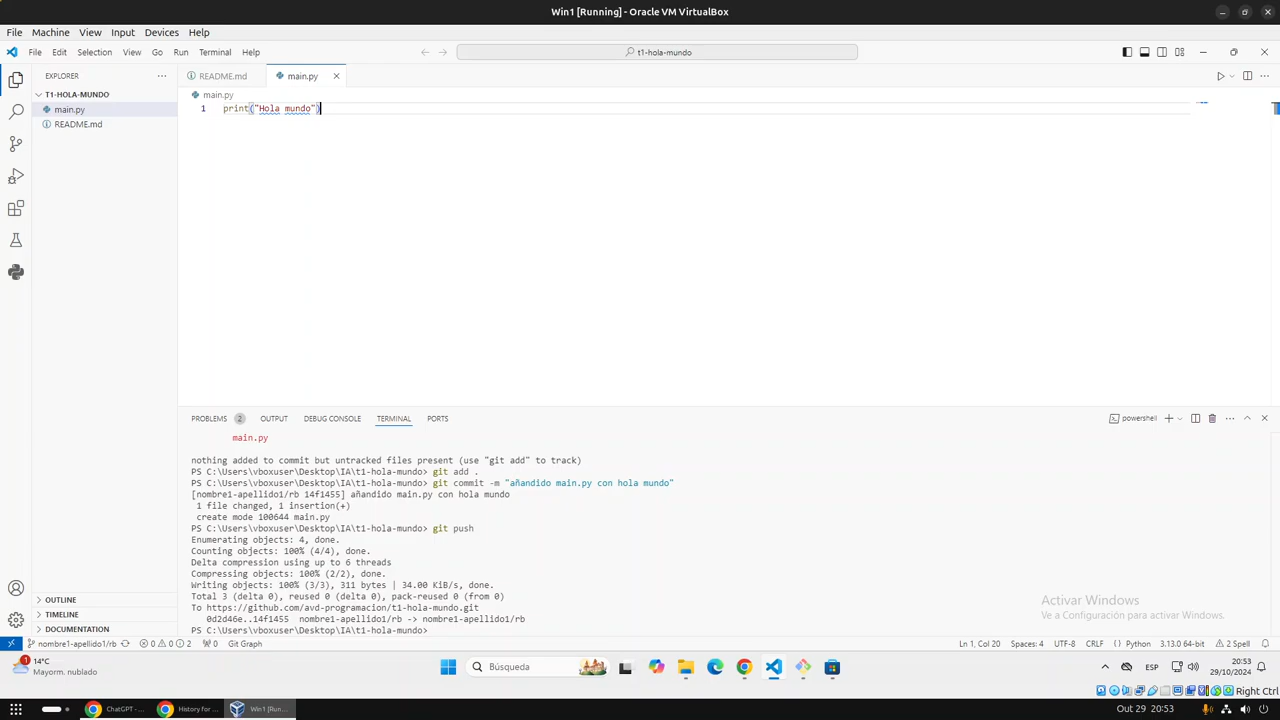 Win1 [Running] - Oracle VM VirtualBox
File Machine View Input Devices Help
File Edit Selection View Go Run Terminal Help
t1-hola-mundo
EXPLORER
README.md
main.py
T1-HOLA-MUNDO
main.py
README.md
main.py
1 print("Hola mundo")
PROBLEMS 2 OUTPUT DEBUG CONSOLE TERMINAL PORTS
powershell
main.py
nothing added to commit but untracked files present (use "git add" to track)
PS C:\Users\vboxuser\Desktop\IA\t1-hola-mundo> git add .
PS C:\Users\vboxuser\Desktop\IA\t1-hola-mundo> git commit -m "añandido main.py con hola mundo"
[nombre1-apellido1/rb 14f1455] añandido main.py con hola mundo
1 file changed, 1 insertion(+)
create mode 100644 main.py
PS C:\Users\vboxuser\Desktop\IA\t1-hola-mundo> git push
Enumerating objects: 4, done.
Counting objects: 100% (4/4), done.
Delta compression using up to 6 threads
Compressing objects: 100% (2/2), done.
Writing objects: 100% (3/3), 311 bytes | 34.00 KiB/s, done.
Total 3 (delta 0), reused 0 (delta 0), pack-reused 0 (from 0)
To https://github.com/avd-programacion/t1-hola-mundo.git
0d2d46e..14f1455 nombre1-apellido1/rb -> nombre1-apellido1/rb
PS C:\Users\vboxuser\Desktop\IA\t1-hola-mundo>
OUTLINE
TIMELINE
DOCUMENTATION
Activar Windows
Ve a Configuración para activar Windows.
nombre1-apellido1/rb 0 0 2 0 Git Graph
Ln 1, Col 20 Spaces: 4 UTF-8 CRLF { } Python 3.13.0 64-bit 2 Spell
1
14°C
Mayorm. nublado
Búsqueda
ESP
20:53
29/10/2024
Right Ctrl
ChatGPT - ...
History for ...
Win1 [Run...
Out 29 20:53